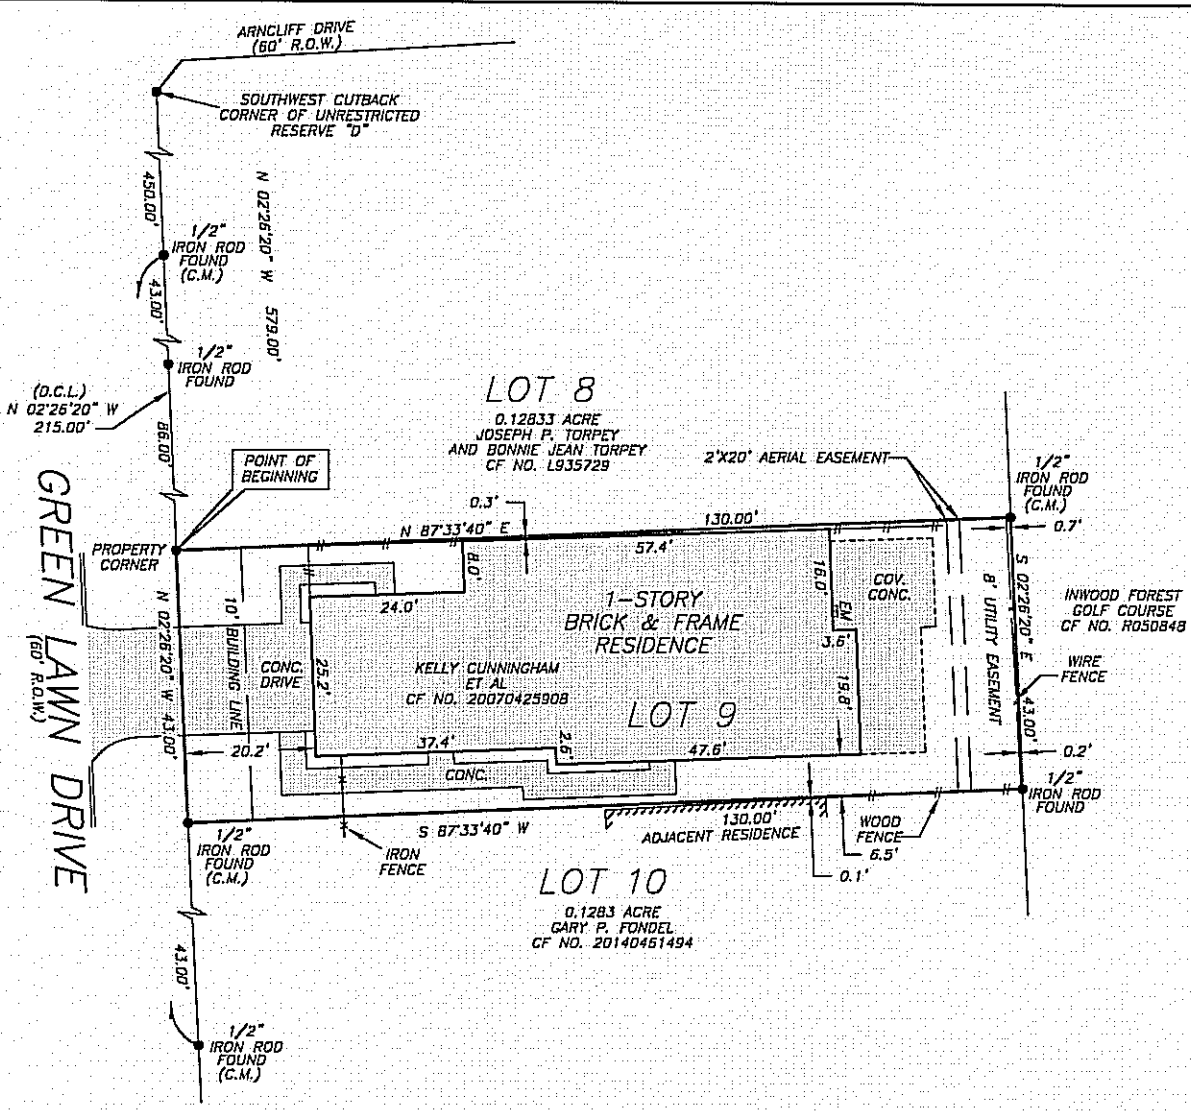 ARNCLIFF DRIVE
(60' R.O.W.)
SOUTHWEST CUTBACK
CORNER OF UNRESTRICTED
RESERVE "D"
450.00'
N 02°26'20" W 579.00'
1/2"
IRON ROD
FOUND
(C.M.)
43.00'
1/2"
IRON ROD
FOUND
(D.C.L.)
N 02°26'20" W
215.00'
86.00'
LOT 8
0.12833 ACRE
JOSEPH P. TORPEY
AND BONNIE JEAN TORPEY
CF NO. L935729
2'X20' AERIAL EASEMENT
1/2"
IRON ROD
FOUND
(C.M.)
POINT OF
BEGINNING
0.3'
N 87°33'40" E
130.00'
0.7'
PROPERTY
CORNER
57.4'
8.0'
16.0'
COV.
CONC.
24.0'
1-STORY
BRICK & FRAME
RESIDENCE
EM
3.6'
8' UTILITY EASEMENT
S 02°26'20" E 43.00'
INWOOD FOREST
GOLF COURSE
CF NO. R050848
GREEN LAWN DRIVE
(60' R.O.W.)
N 02°26'20" W 43.00'
10' BUILDING LINE
CONC.
DRIVE
25.2'
KELLY CUNNINGHAM
ET AL
CF NO. 20070425908
LOT 9
19.8'
WIRE
FENCE
20.2'
37.4'
2.6'
47.6'
0.2'
CONC.
1/2"
IRON ROD
FOUND
S 87°33'40" W
130.00'
ADJACENT RESIDENCE
WOOD
FENCE
6.5'
0.1'
1/2"
IRON ROD
FOUND
(C.M.)
IRON
FENCE
LOT 10
0.1283 ACRE
GARY P. FONDEL
CF NO. 20140461494
43.00'
1/2"
IRON ROD
FOUND
(C.M.)